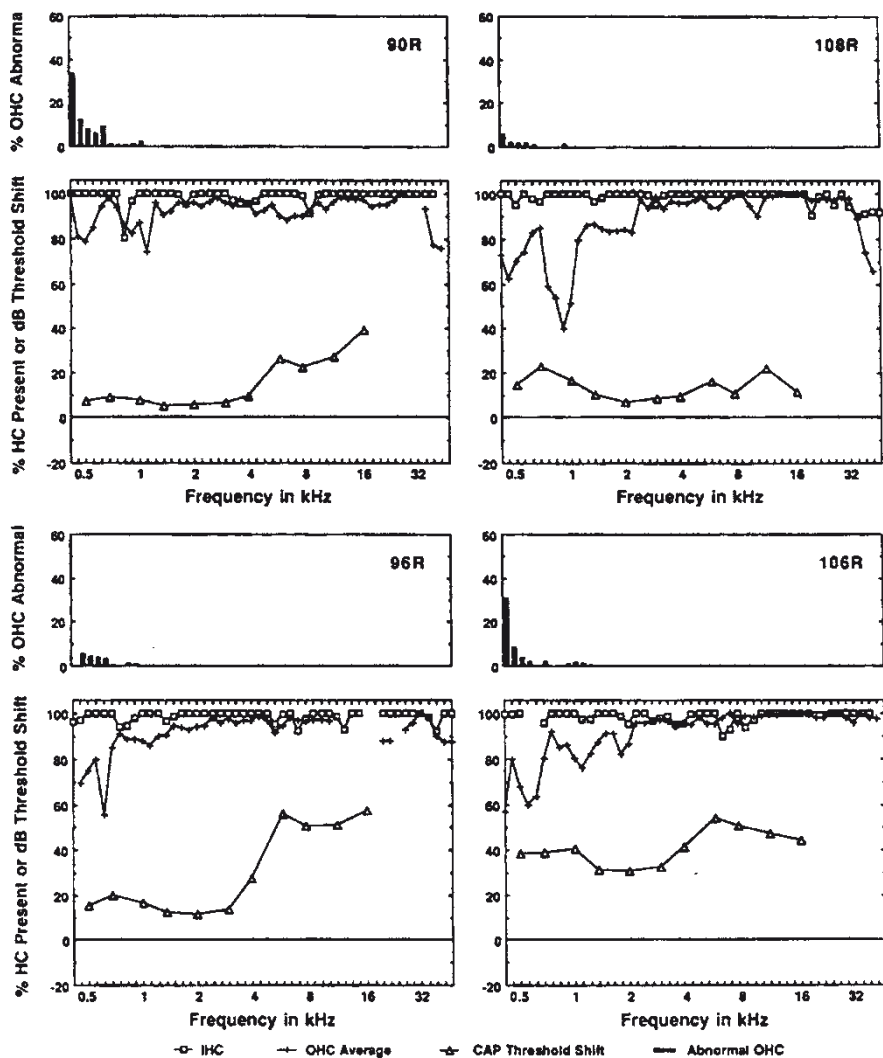 % OHC Abnorma
60
40
20
0
90R
60
40
20
0
108R
% HC Present or dB Threshold Shift
100
80
60
40
20
0
-20
0.5 1 2 4 8 16 32
Frequency in kHz
100
80
60
40
20
0
-20
0.5 1 2 4 8 16 32
Frequency in kHz
% OHC Abnormal
60
40
20
0
96R
60
40
20
0
106R
% HC Present or dB Threshold Shift
100
80
60
40
20
0
-20
0.5 1 2 4 8 16 32
Frequency in kHz
100
80
60
40
20
0
-20
0.5 1 2 4 8 16 32
Frequency in kHz
IHC OHC Average CAP Threshold Shift Abnormal OHC